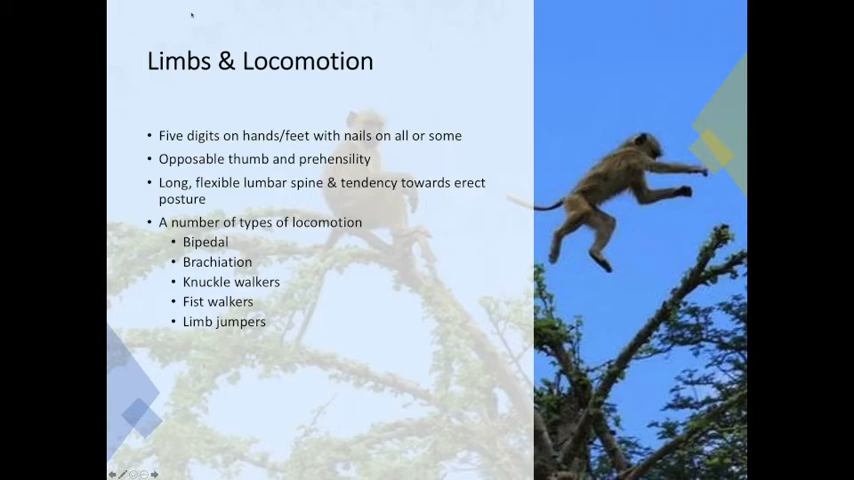 Limbs & Locomotion
• Five digits on hands/feet with nails on all or some
• Opposable thumb and prehensility
• Long, flexible lumbar spine & tendency towards erect
posture
• A number of types of locomotion
• Bipedal
• Brachiation
• Knuckle walkers
• Fist walkers
• Limb jumpers